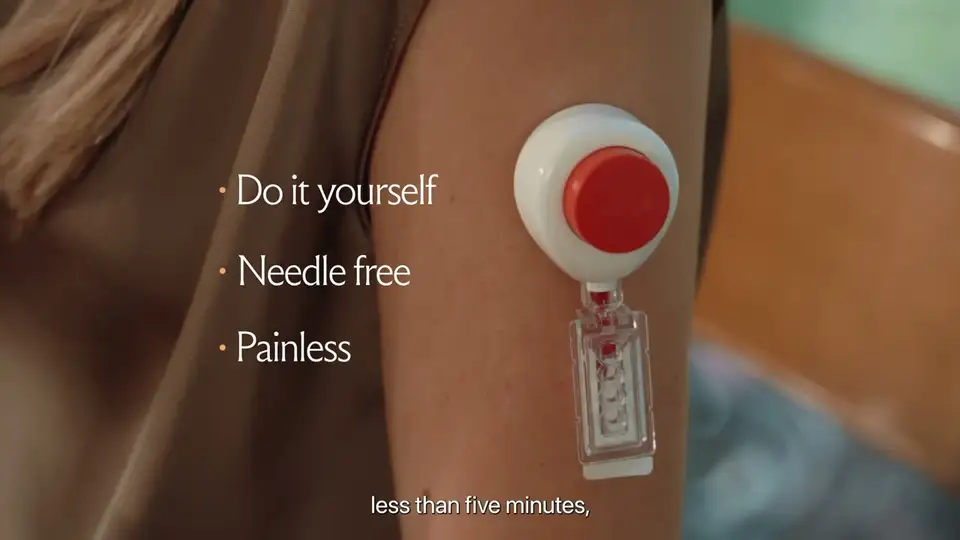 · Do it yourself
· Needle free
· Painless
less than five minutes,